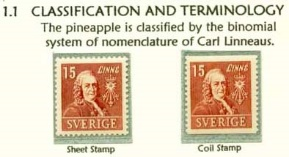 1.1 CLASSIFICATION AND TERMINOLOGY
The pineapple is classified by the binomial
system of nomenclature of Carl Linneaus.
15 LINNÉ
SVERIGE
15 LINNÉ
SVERIGE
Sheet Stamp
Coil Stamp